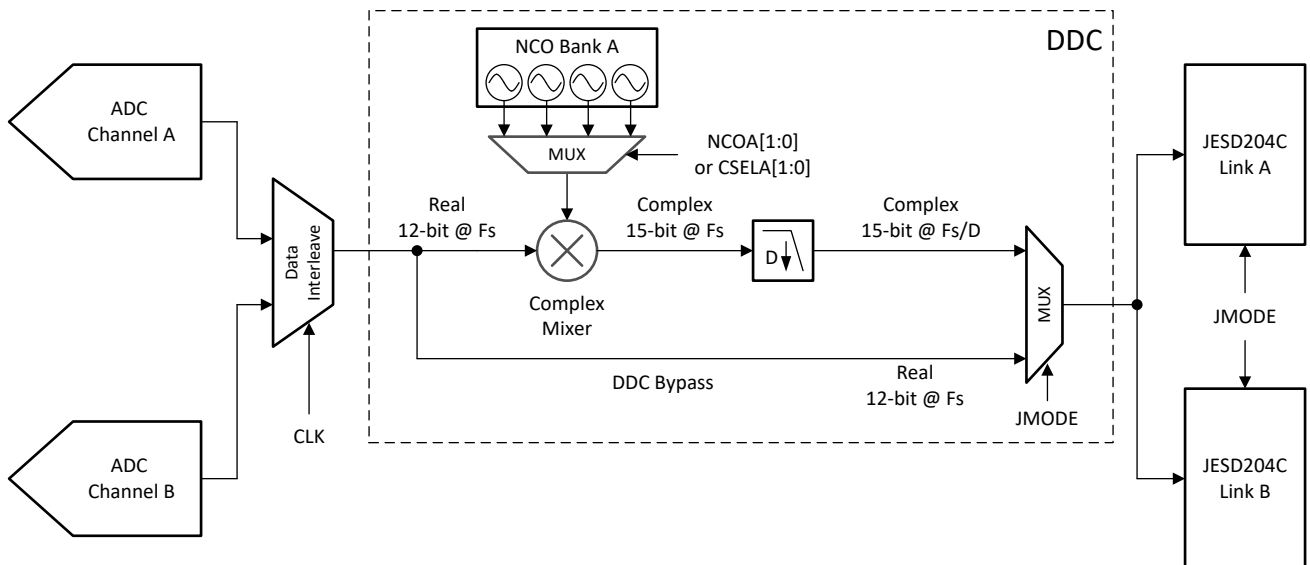 DDC
NCO Bank A
ADC
Channel A
MUX
NCOA[1:0]
or CSELA[1:0]
JESD204C
Link A
Real
12-bit @ Fs
Complex
15-bit @ Fs
Complex
15-bit @ Fs/D
D
Data
Interleave
MUX
Complex
Mixer
JMODE
DDC Bypass
Real
12-bit @ Fs
JMODE
CLK
ADC
Channel B
JESD204C
Link B